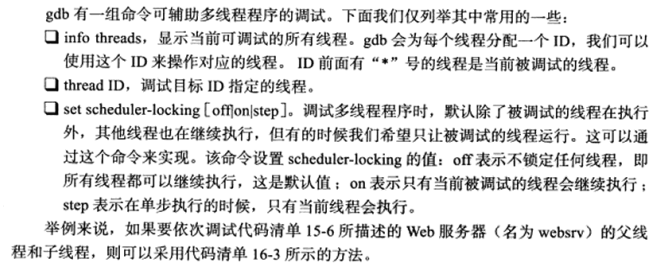 gdb 有一组命令可辅助多线程程序的调试。下面我们仅列举其中常用的一些：
❑ info threads，显示当前可调试的所有线程。gdb 会为每个线程分配一个 ID，我们可以
使用这个 ID 来操作对应的线程。 ID 前面有“*”号的线程是当前被调试的线程。
❑ thread ID，调试目标 ID 指定的线程。
❑ set scheduler-locking [off|on|step]。调试多线程程序时，默认除了被调试的线程在执行
外，其他线程也在继续执行，但有的时候我们希望只让被调试的线程运行。这可以通
过这个命令来实现。该命令设置 scheduler-locking 的值：off 表示不锁定任何线程，即
所有线程都可以继续执行，这是默认值；on 表示只有当前被调试的线程会继续执行；
step 表示在单步执行的时候，只有当前线程会执行。
举例来说，如果要依次调试代码清单 15-6 所描述的 Web 服务器（名为 websrv）的父线
程和子线程，则可以采用代码清单 16-3 所示的方法。